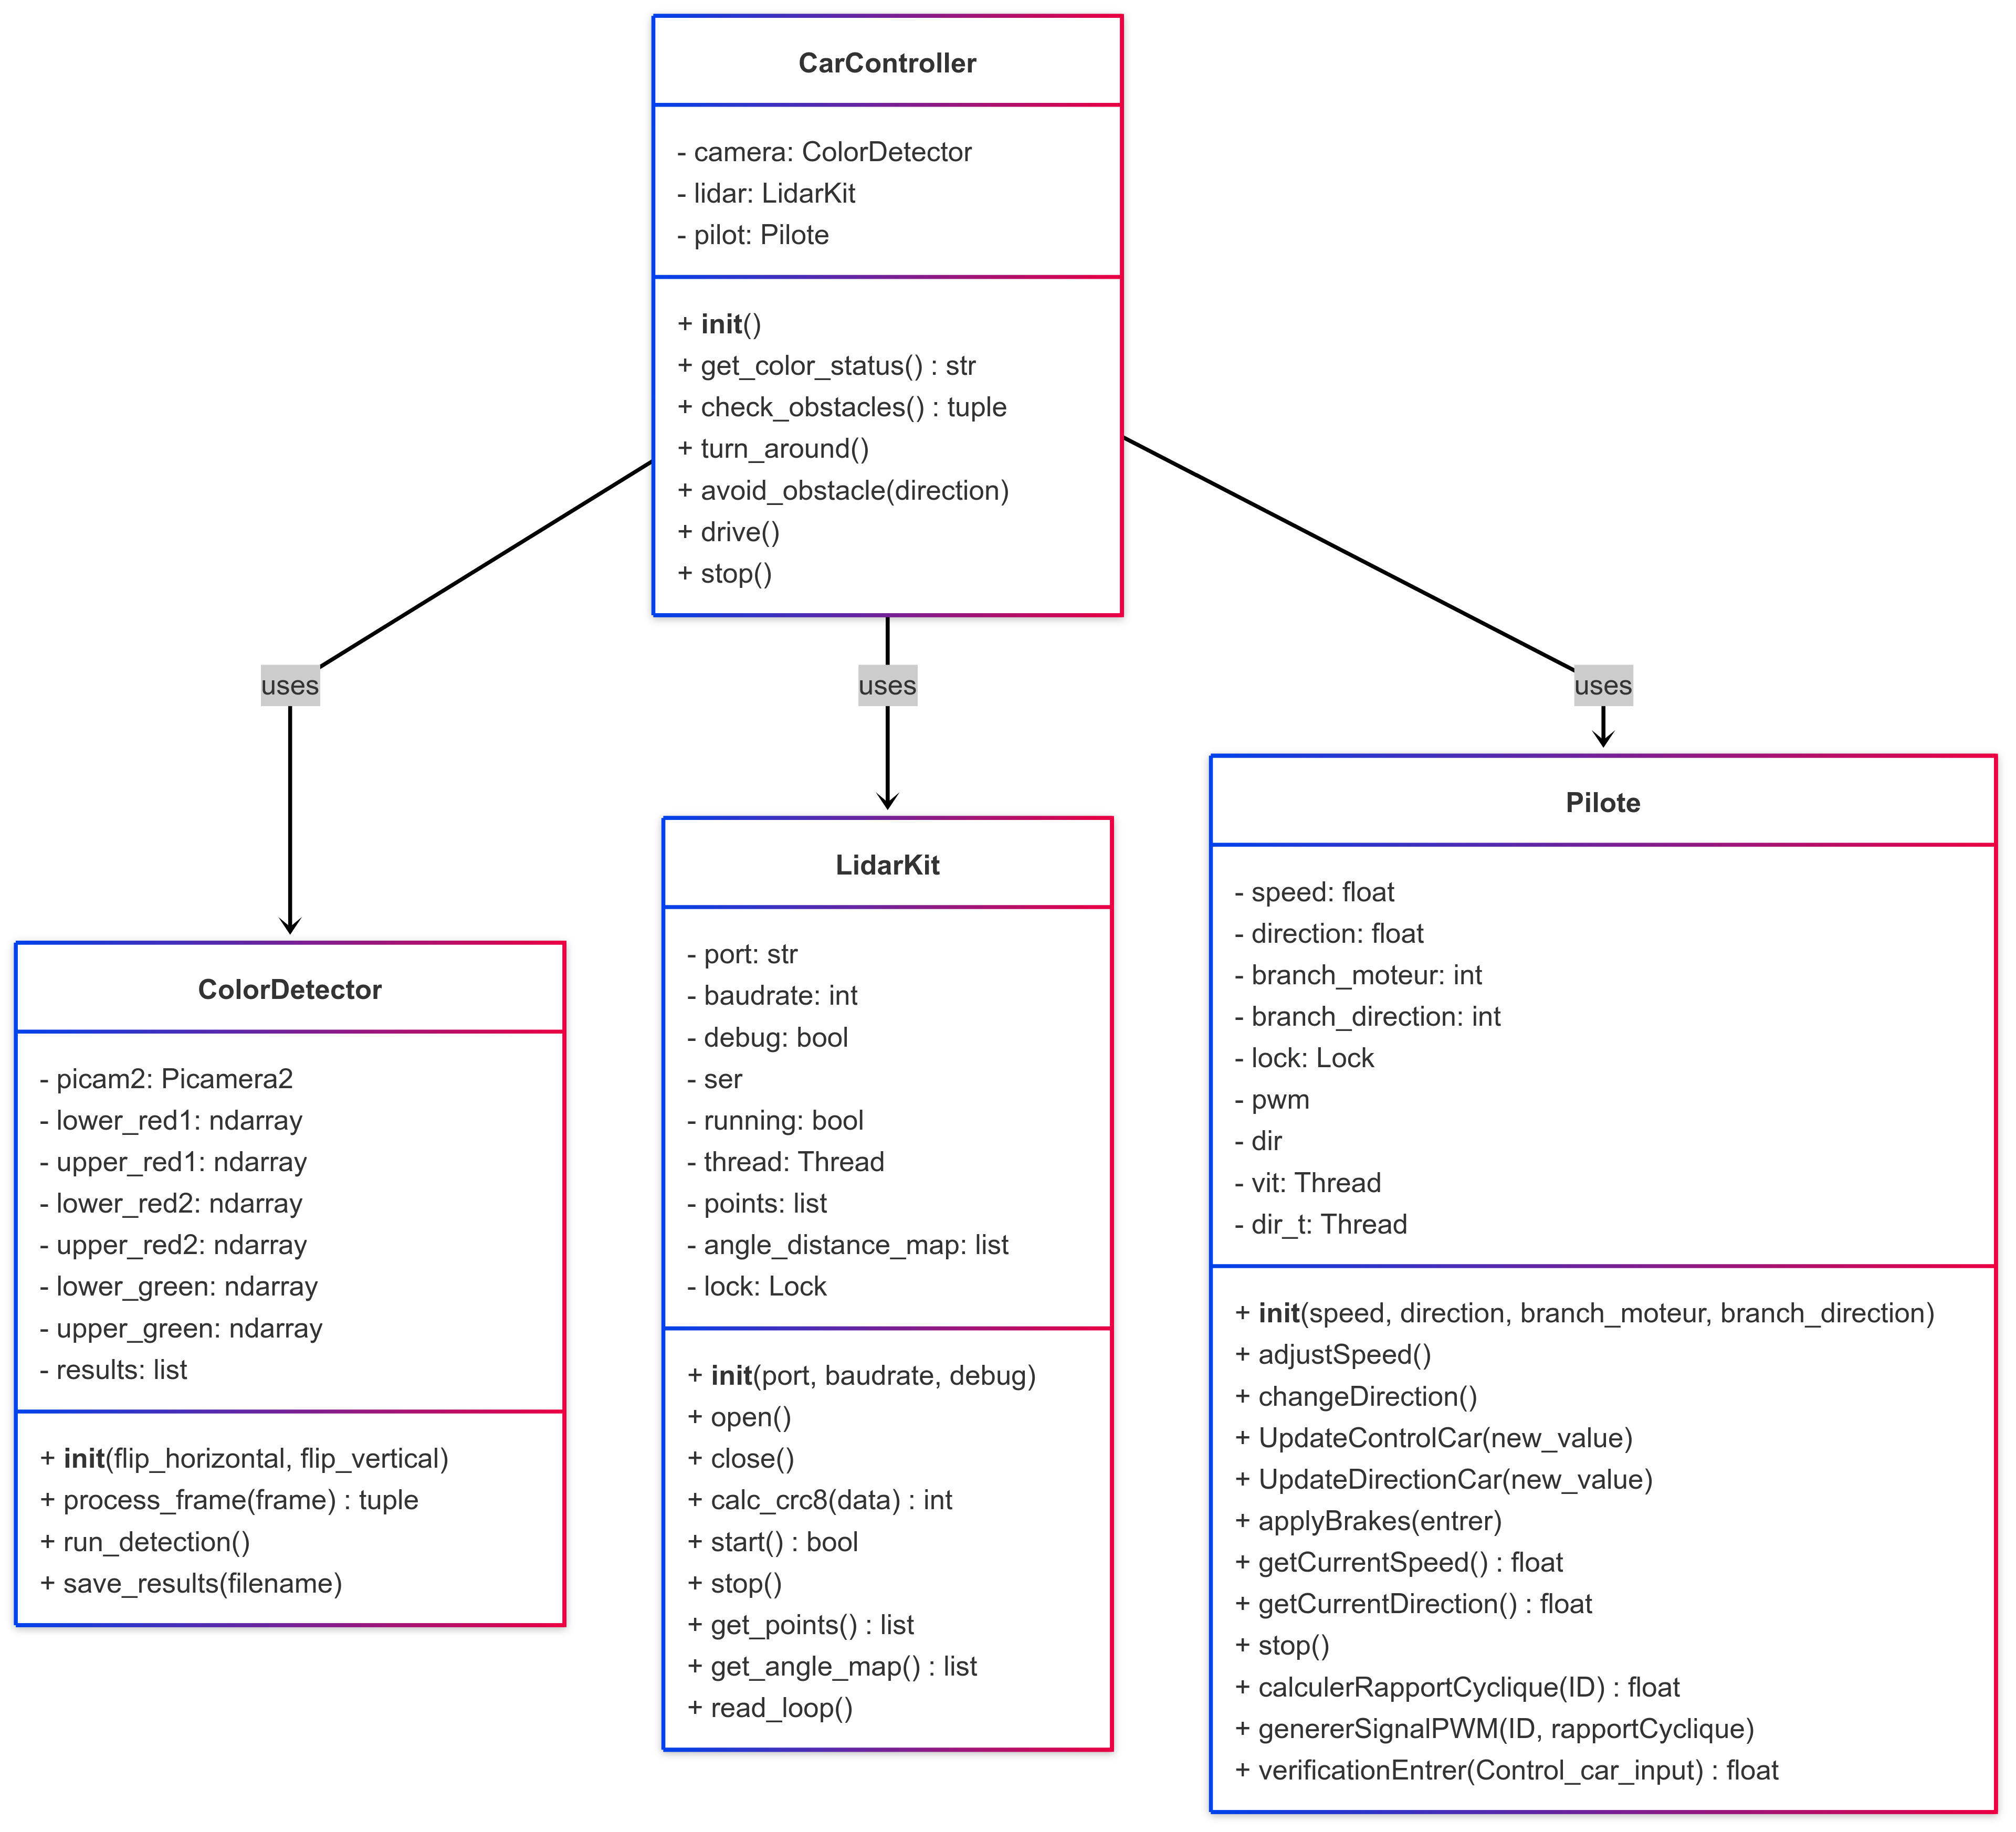 CarController
- camera: ColorDetector
- lidar: LidarKit
- pilot: Pilote
+ init()
+ get_color_status() : str
+ check_obstacles() : tuple
+ turn_around()
+ avoid_obstacle(direction)
+ drive()
+ stop()
uses
uses
uses
ColorDetector
- picam2: Picamera2
- lower_red1: ndarray
- upper_red1: ndarray
- lower_red2: ndarray
- upper_red2: ndarray
- lower_green: ndarray
- upper_green: ndarray
- results: list
+ init(flip_horizontal, flip_vertical)
+ process_frame(frame) : tuple
+ run_detection()
+ save_results(filename)
LidarKit
- port: str
- baudrate: int
- debug: bool
- ser
- running: bool
- thread: Thread
- points: list
- angle_distance_map: list
- lock: Lock
+ init(port, baudrate, debug)
+ open()
+ close()
+ calc_crc8(data) : int
+ start() : bool
+ stop()
+ get_points() : list
+ get_angle_map() : list
+ read_loop()
Pilote
- speed: float
- direction: float
- branch_moteur: int
- branch_direction: int
- lock: Lock
- pwm
- dir
- vit: Thread
- dir_t: Thread
+ init(speed, direction, branch_moteur, branch_direction)
+ adjustSpeed()
+ changeDirection()
+ UpdateControlCar(new_value)
+ UpdateDirectionCar(new_value)
+ applyBrakes(entrer)
+ getCurrentSpeed() : float
+ getCurrentDirection() : float
+ stop()
+ calculerRapportCyclique(ID) : float
+ genererSignalPWM(ID, rapportCyclique)
+ verificationEntrer(Control_car_input) : float